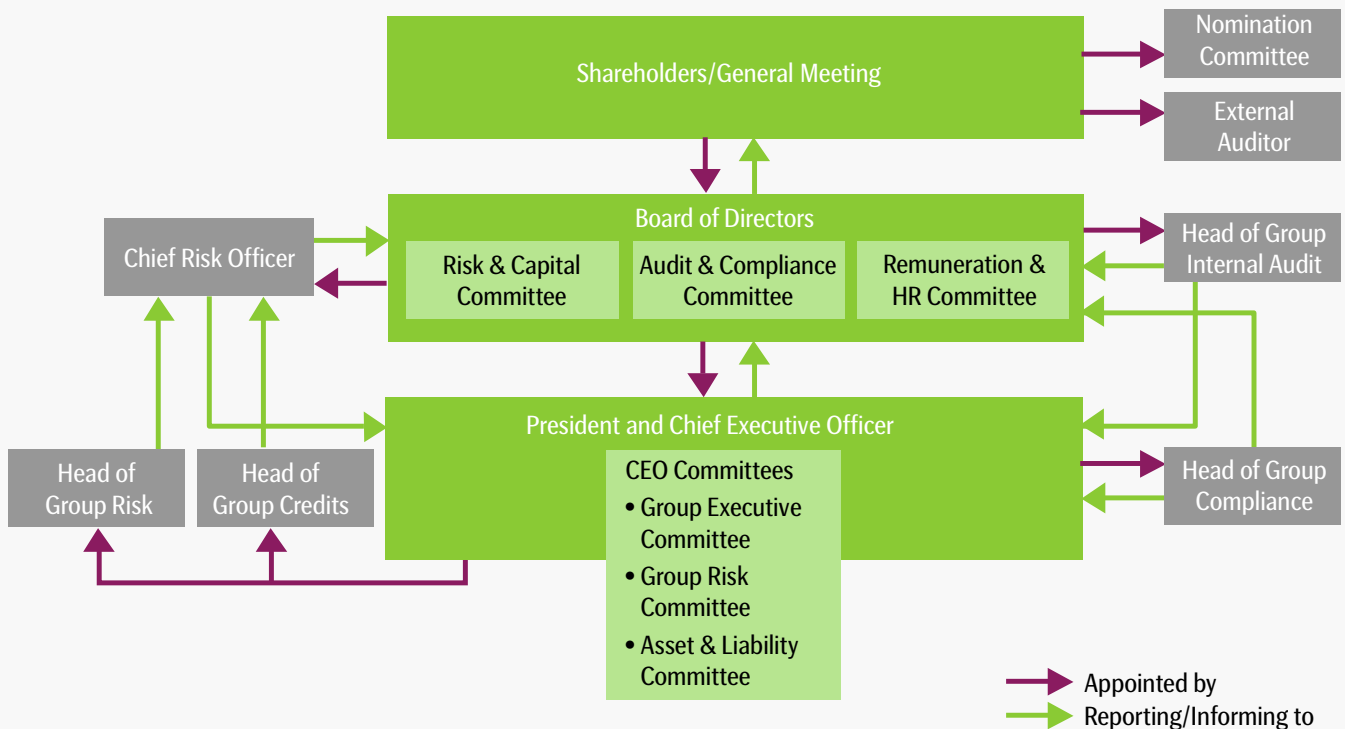 Shareholders/General Meeting
Nomination
Committee
External
Auditor
Board of Directors
Risk & Capital
Committee
Audit & Compliance
Committee
Remuneration &
HR Committee
Chief Risk Officer
Head of Group
Internal Audit
President and Chief Executive Officer
CEO Committees
• Group Executive
Committee
• Group Risk
Committee
• Asset & Liability
Committee
Head of
Group Risk
Head of
Group Credits
Head of Group
Compliance
Appointed by
Reporting/Informing to